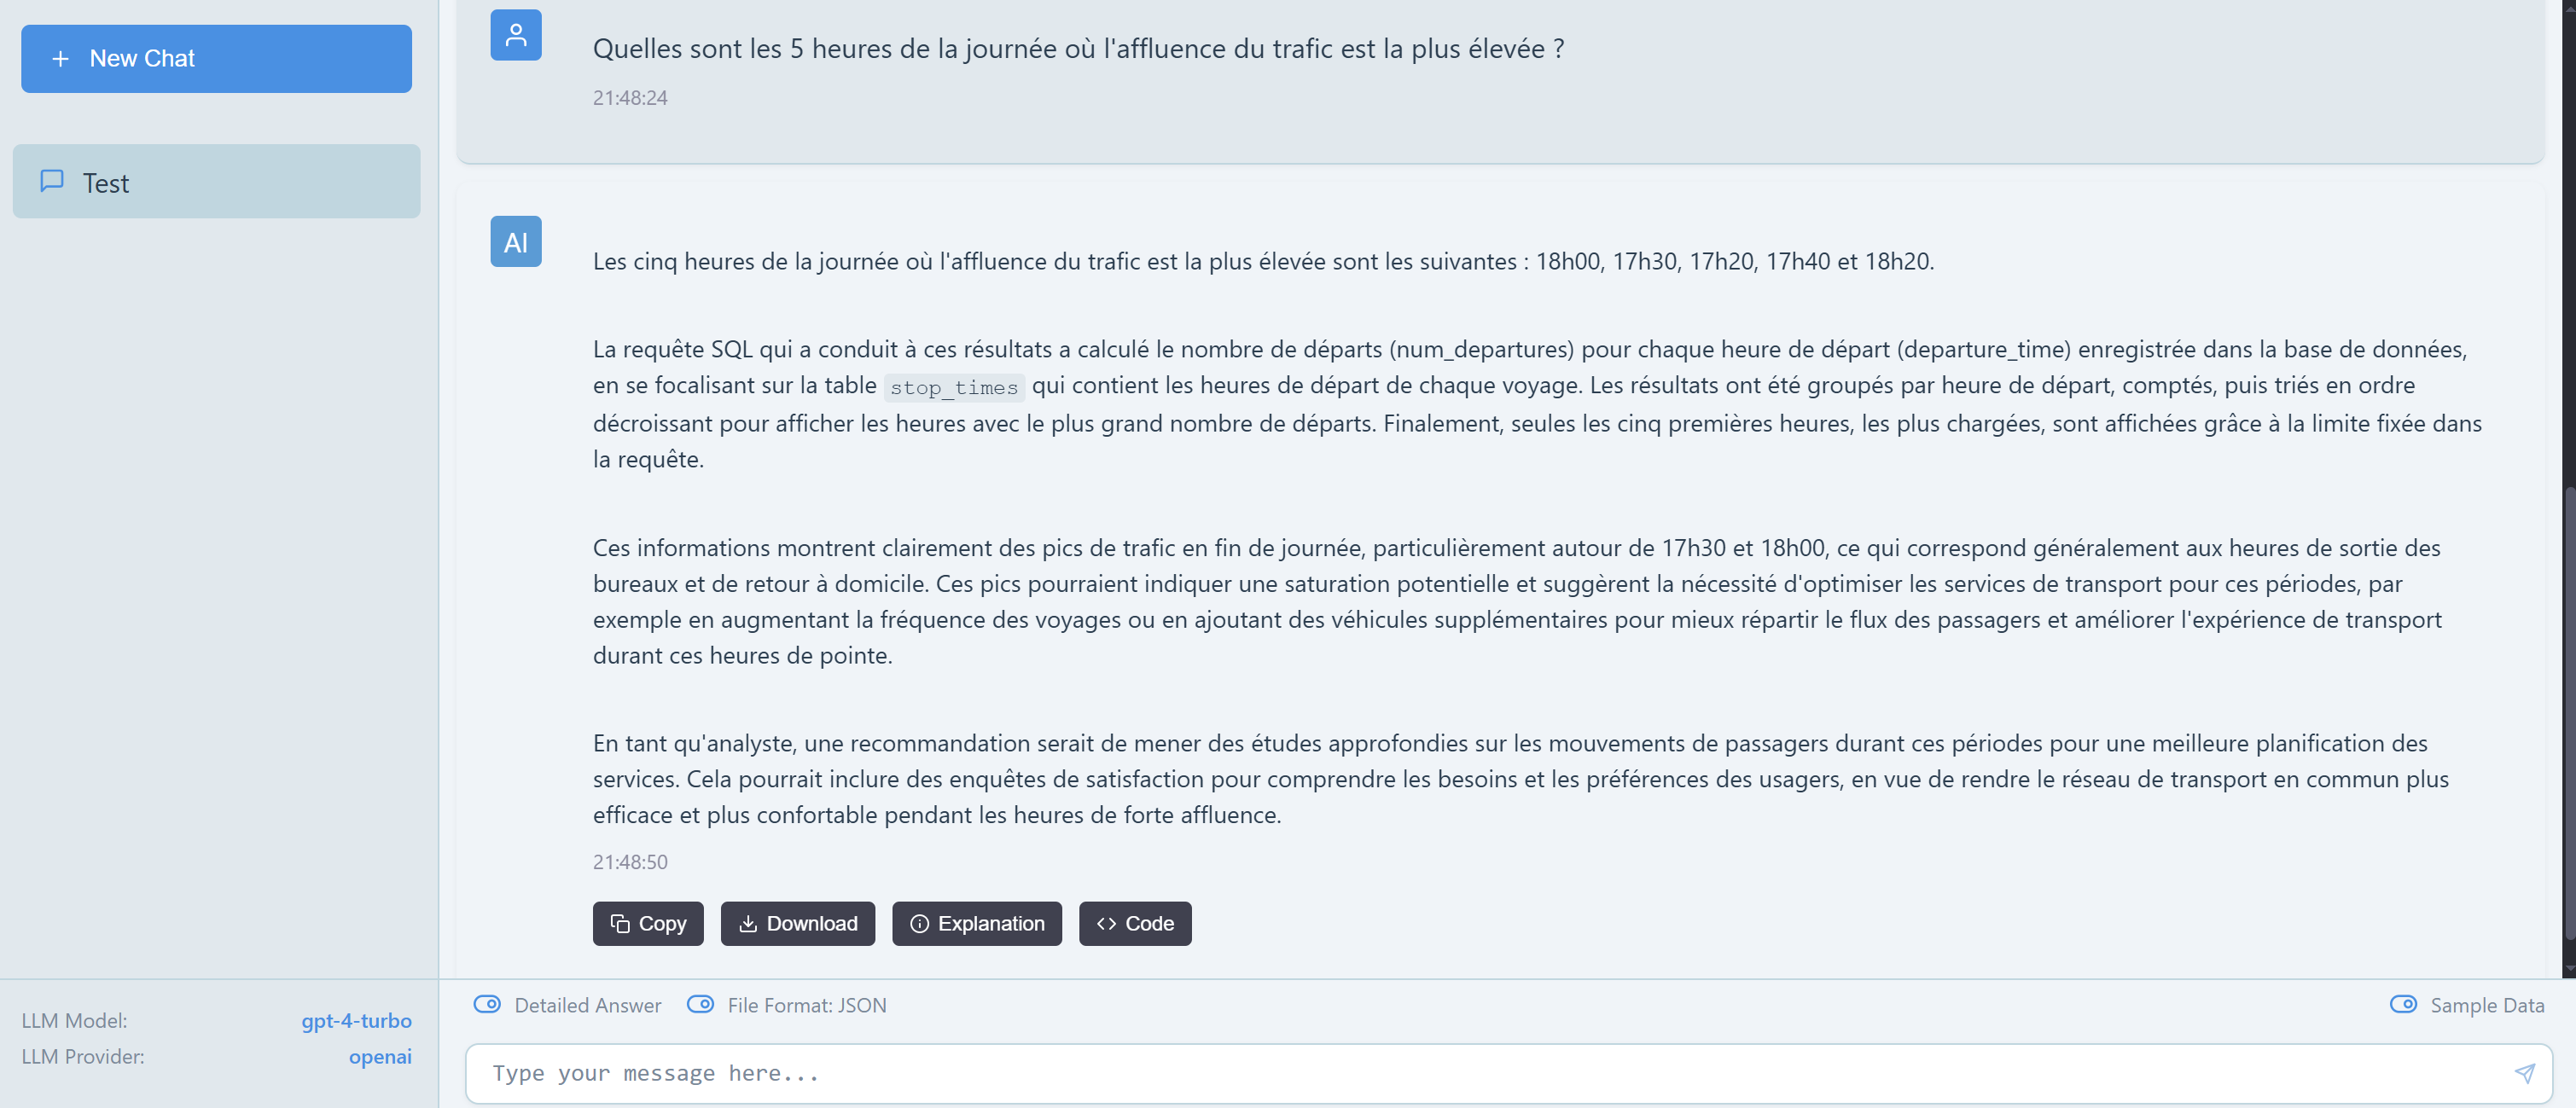 New Chat
Test
LLM Model: gpt-4-turbo
LLM Provider: openai
Quelles sont les 5 heures de la journée où l'affluence du trafic est la plus élevée ?
21:48:24
AI
Les cinq heures de la journée où l'affluence du trafic est la plus élevée sont les suivantes : 18h00, 17h30, 17h20, 17h40 et 18h20.
La requête SQL qui a conduit à ces résultats a calculé le nombre de départs (num_departures) pour chaque heure de départ (departure_time) enregistrée dans la base de données,
en se focalisant sur la table stop_times qui contient les heures de départ de chaque voyage. Les résultats ont été groupés par heure de départ, comptés, puis triés en ordre
décroissant pour afficher les heures avec le plus grand nombre de départs. Finalement, seules les cinq premières heures, les plus chargées, sont affichées grâce à la limite fixée dans
la requête.
Ces informations montrent clairement des pics de trafic en fin de journée, particulièrement autour de 17h30 et 18h00, ce qui correspond généralement aux heures de sortie des
bureaux et de retour à domicile. Ces pics pourraient indiquer une saturation potentielle et suggèrent la nécessité d'optimiser les services de transport pour ces périodes, par
exemple en augmentant la fréquence des voyages ou en ajoutant des véhicules supplémentaires pour mieux répartir le flux des passagers et améliorer l'expérience de transport
durant ces heures de pointe.
En tant qu'analyste, une recommandation serait de mener des études approfondies sur les mouvements de passagers durant ces périodes pour une meilleure planification des
services. Cela pourrait inclure des enquêtes de satisfaction pour comprendre les besoins et les préférences des usagers, en vue de rendre le réseau de transport en commun plus
efficace et plus confortable pendant les heures de forte affluence.
21:48:50
Copy Download Explanation Code
Detailed Answer File Format: JSON Sample Data
Type your message here...